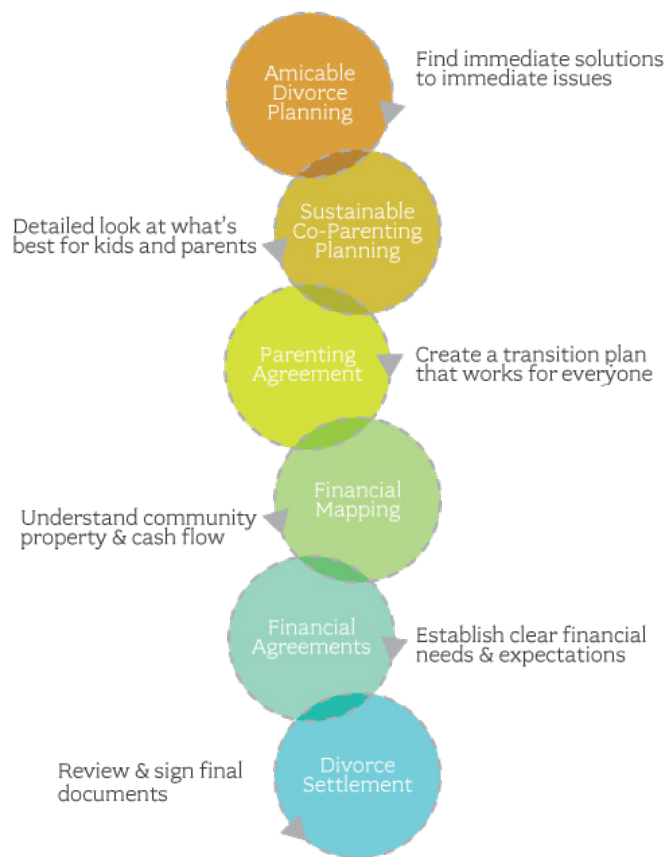 Amicable
Divorce
Planning
Find immediate solutions
to immediate issues
Sustainable
Co-Parenting
Planning
Detailed look at what's
best for kids and parents
Parenting
Agreement
Create a transition plan
that works for everyone
Financial
Mapping
Understand community
property & cash flow
Financial
Agreements
Establish clear financial
needs & expectations
Divorce
Settlement
Review & sign final
documents